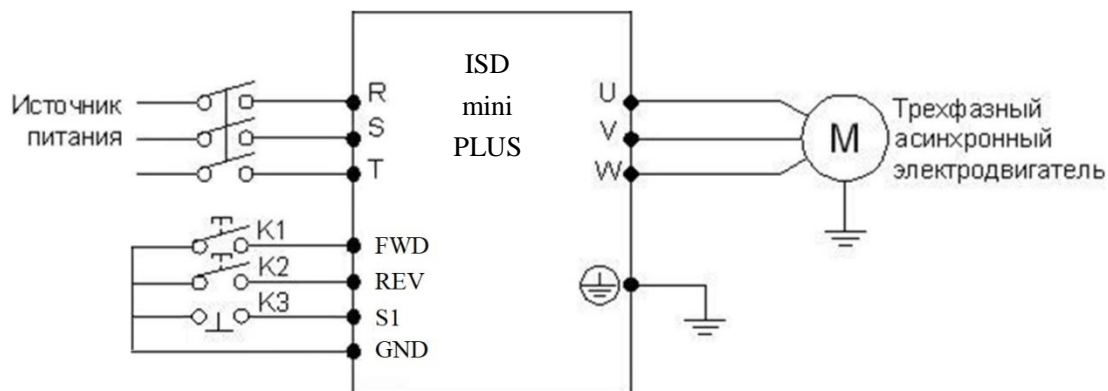 ISD
mini
PLUS
Источник
питания
R
S
T
U
V
W
M
Трехфазный
асинхронный
электродвигатель
K1
FWD
K2
REV
K3
S1
GND